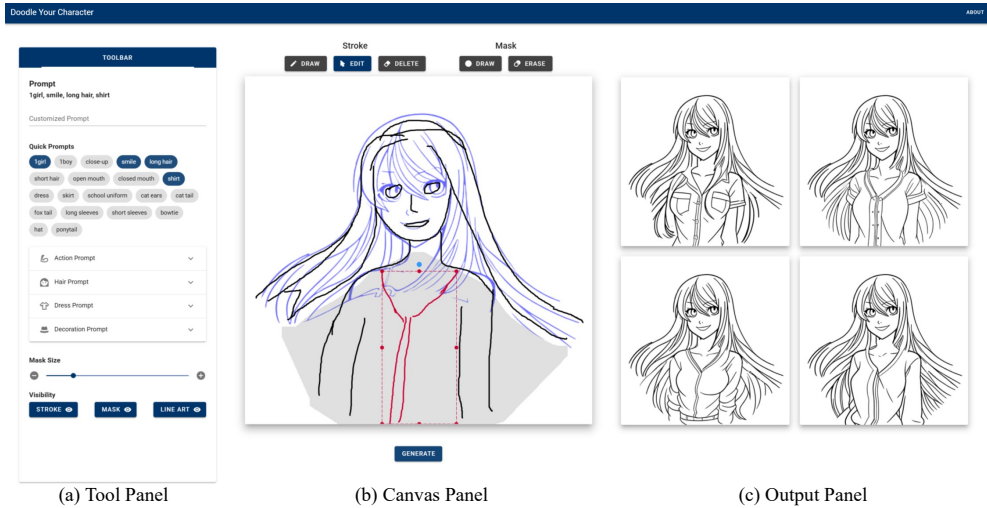 Doodle Your Character
ABOUT
TOOLBAR
Prompt
1girl, smile, long hair, shirt
Customized Prompt
Quick Prompts
1girl 1boy close-up smile long hair
short hair open mouth closed mouth shirt
dress skirt school uniform cat ears cat tail
fox tail long sleeves short sleeves bowtie
hat ponytail
Action Prompt
Hair Prompt
Dress Prompt
Decoration Prompt
Mask Size
Visibility
STROKE MASK LINE ART
Stroke Mask
DRAW EDIT DELETE DRAW ERASE
GENERATE
(a) Tool Panel (b) Canvas Panel (c) Output Panel